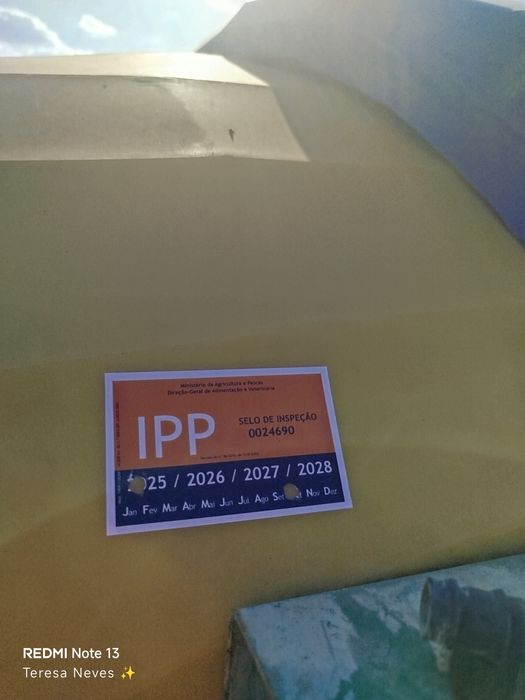 Ministério da Agricultura e Pescas
Direção-Geral de Alimentação e Veterinária
IPP
SELO DE INSPEÇÃO
0024690
25 / 2026 / 2027 / 2028
Jan Fev Mar Abr Mai Jun Jul Ago Set Nov Dez
REDMI Note 13
Teresa Neves ✨